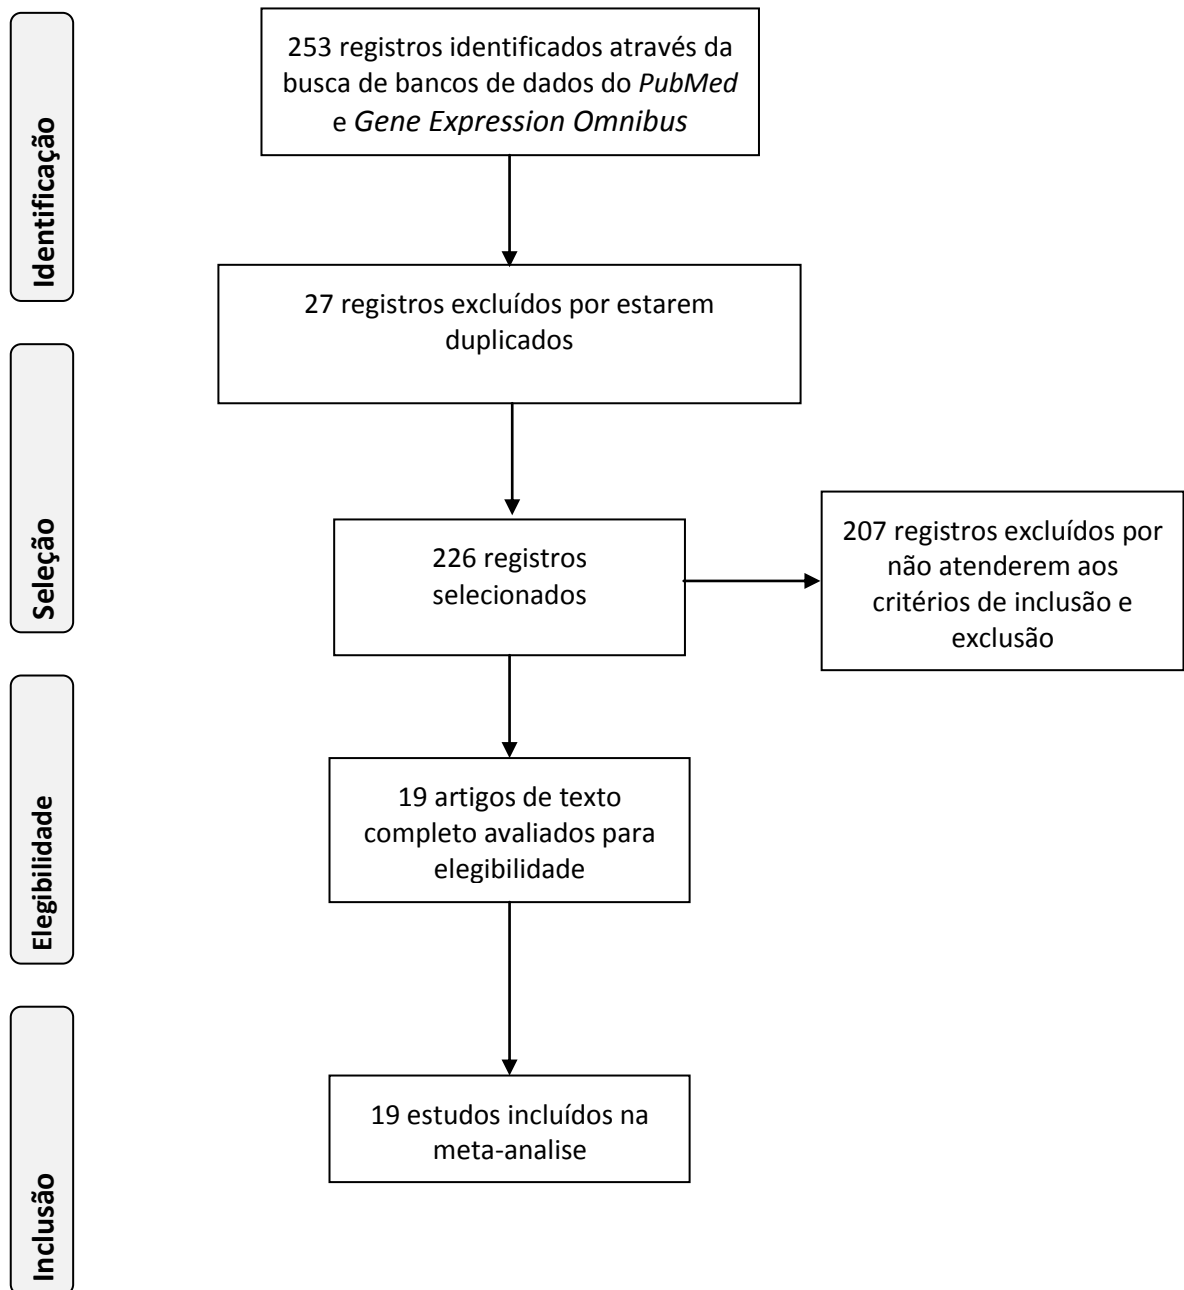 Identificação
253 registros identificados através da
busca de bancos de dados do PubMed
e Gene Expression Omnibus
27 registros excluídos por estarem
duplicados
Seleção
226 registros
selecionados
207 registros excluídos por
não atenderem aos
critérios de inclusão e
exclusão
Elegibilidade
19 artigos de texto
completo avaliados para
elegibilidade
Inclusão
19 estudos incluídos na
meta-analise